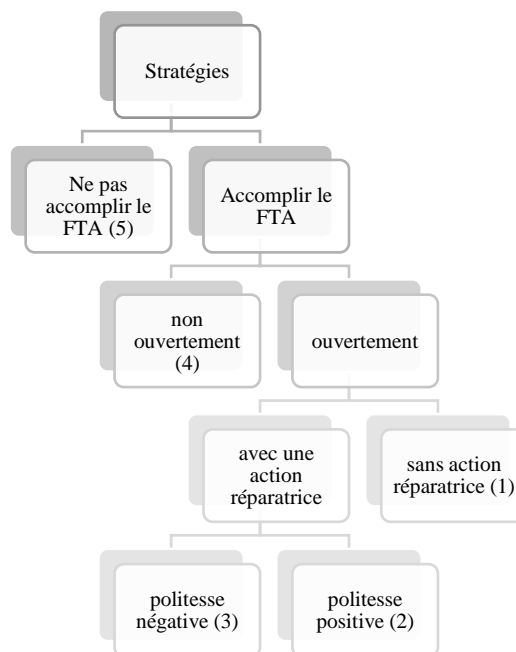 Stratégies
Ne pas
accomplir le
FTA (5)
Accomplir le
FTA
non
ouvertement
(4)
ouvertement
avec une
action
réparatrice
sans action
réparatrice (1)
politesse
négative (3)
politesse
positive (2)